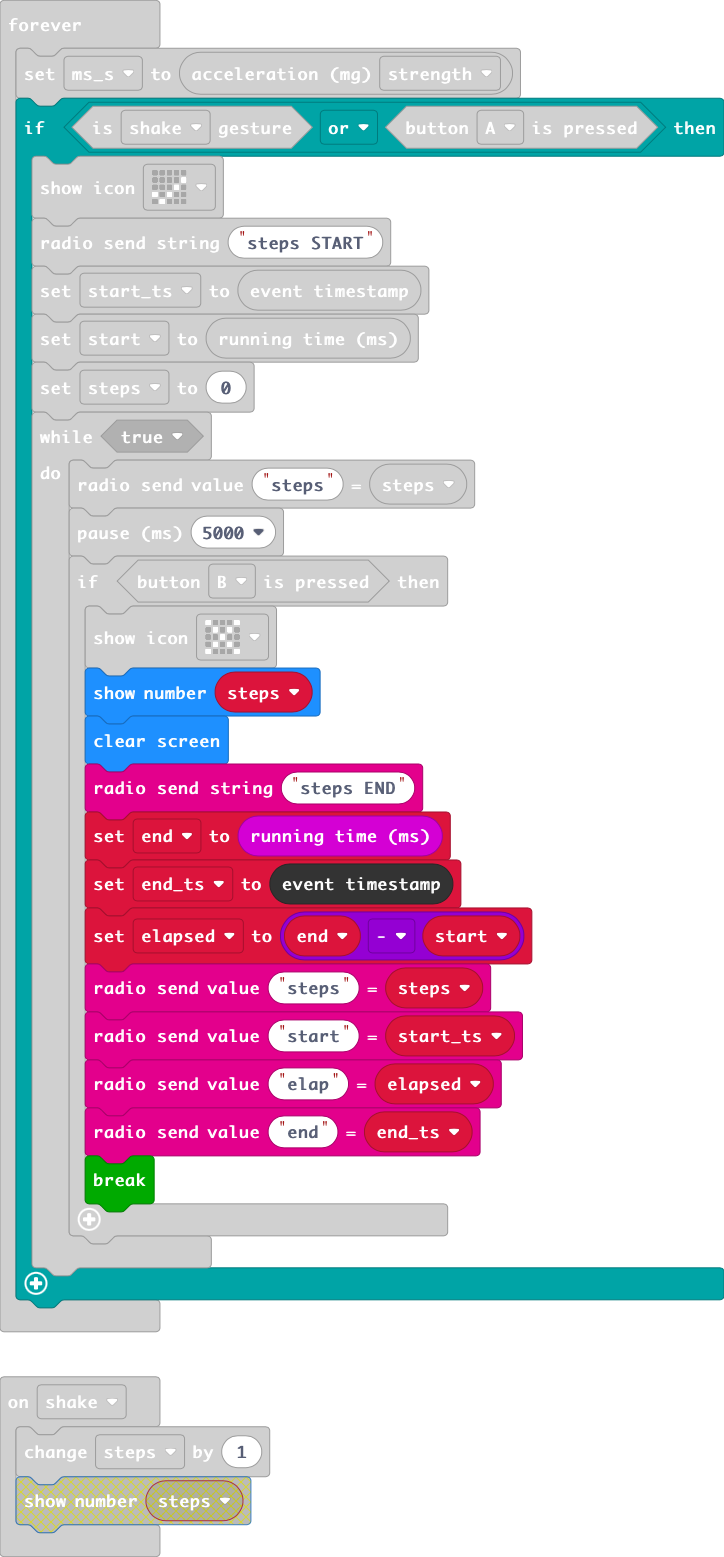 forever
set ms_s to acceleration (mg) strength
if is shake gesture or button A is pressed then
show icon
radio send string "steps START"
set start_ts to event timestamp
set start to running time (ms)
set steps to 0
while true
do
radio send value "steps" = steps
pause (ms) 5000
if button B is pressed then
show icon
show number steps
clear screen
radio send string "steps END"
set end to running time (ms)
set end_ts to event timestamp
set elapsed to end - start
radio send value "steps" = steps
radio send value "start" = start_ts
radio send value "elap" = elapsed
radio send value "end" = end_ts
break
on shake
change steps by 1
show number steps